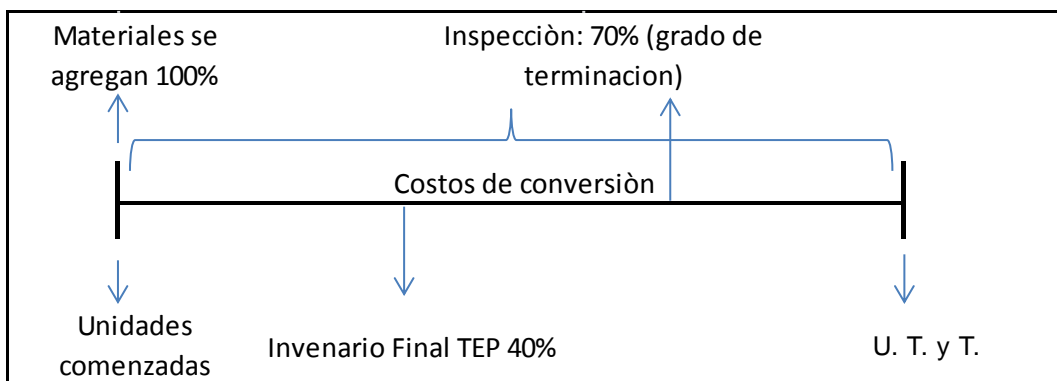 Materiales se
agregan 100%
Inspecciòn: 70% (grado de
terminacion)
Costos de conversiòn
Unidades
comenzadas
Invenario Final TEP 40%
U. T. y T.